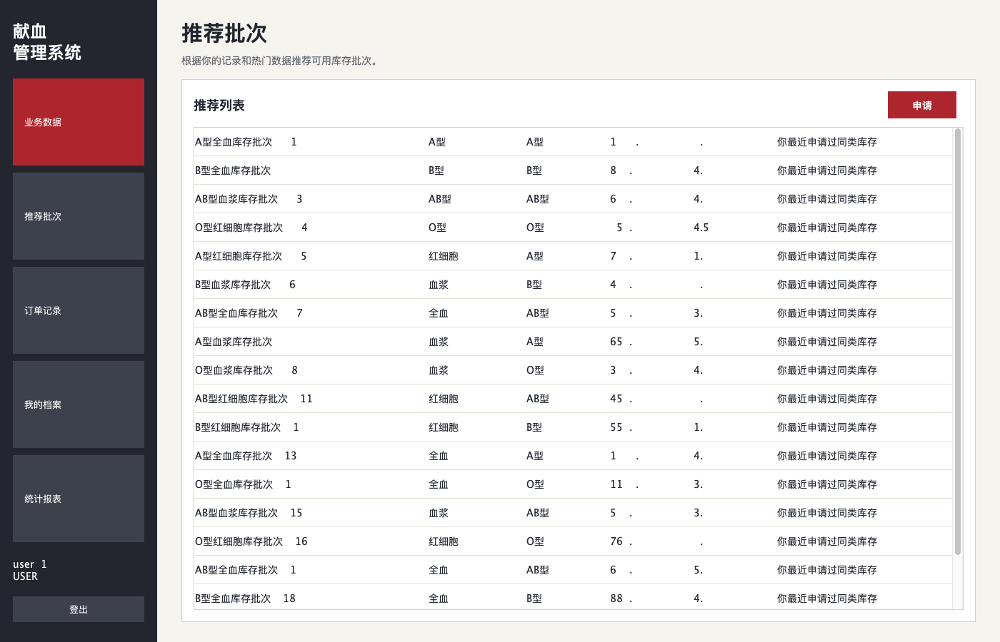 献血
管理系统
业务数据
推荐批次
订单记录
我的档案
统计报表
user 1
USER
登出
推荐批次
根据你的记录和热门数据推荐可用库存批次。
推荐列表
申请
A型全血库存批次 1 A型 A型 1 . . 你最近申请过同类库存
B型全血库存批次 B型 B型 8 . 4. 你最近申请过同类库存
AB型血浆库存批次 3 AB型 AB型 6 . 4. 你最近申请过同类库存
O型红细胞库存批次 4 O型 O型 5 . 4.5 你最近申请过同类库存
A型红细胞库存批次 5 红细胞 A型 7 . 1. 你最近申请过同类库存
B型血浆库存批次 6 血浆 B型 4 . . 你最近申请过同类库存
AB型全血库存批次 7 全血 AB型 5 . 3. 你最近申请过同类库存
A型血浆库存批次 血浆 A型 65 . 5. 你最近申请过同类库存
O型血浆库存批次 8 血浆 O型 3 . 4. 你最近申请过同类库存
AB型红细胞库存批次 11 红细胞 AB型 45 . . 你最近申请过同类库存
B型红细胞库存批次 1 红细胞 B型 55 . 1. 你最近申请过同类库存
A型全血库存批次 13 全血 A型 1 . 4. 你最近申请过同类库存
O型全血库存批次 1 全血 O型 11 . 3. 你最近申请过同类库存
AB型血浆库存批次 15 血浆 AB型 5 . 3. 你最近申请过同类库存
O型红细胞库存批次 16 红细胞 O型 76 . . 你最近申请过同类库存
AB型全血库存批次 1 全血 AB型 6 . 5. 你最近申请过同类库存
B型全血库存批次 18 全血 B型 88 . 4. 你最近申请过同类库存